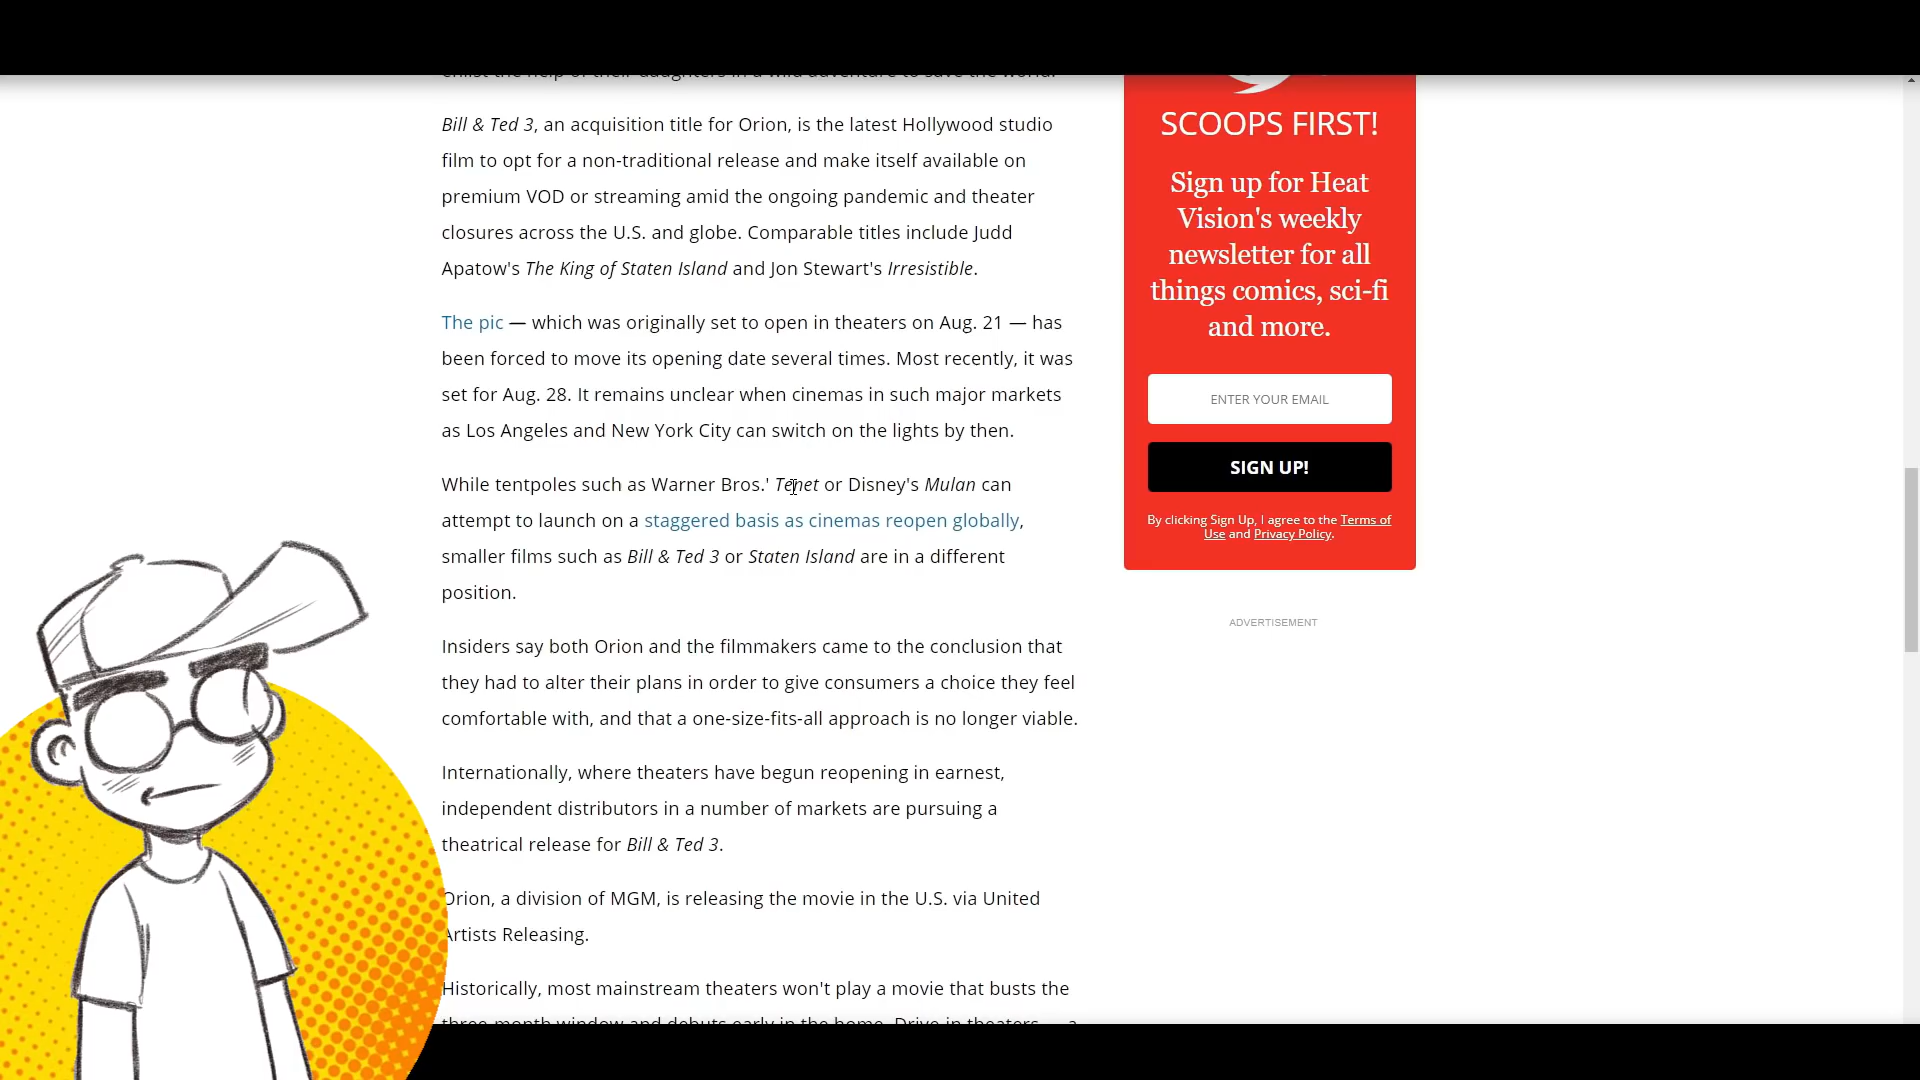 enlist the help of their daughters in a wild adventure to save the world.
Bill & Ted 3, an acquisition title for Orion, is the latest Hollywood studio
film to opt for a non-traditional release and make itself available on
premium VOD or streaming amid the ongoing pandemic and theater
closures across the U.S. and globe. Comparable titles include Judd
Apatow's The King of Staten Island and Jon Stewart's Irresistible.
The pic — which was originally set to open in theaters on Aug. 21 — has
been forced to move its opening date several times. Most recently, it was
set for Aug. 28. It remains unclear when cinemas in such major markets
as Los Angeles and New York City can switch on the lights by then.
While tentpoles such as Warner Bros.' Tenet or Disney's Mulan can
attempt to launch on a staggered basis as cinemas reopen globally,
smaller films such as Bill & Ted 3 or Staten Island are in a different
position.
Insiders say both Orion and the filmmakers came to the conclusion that
they had to alter their plans in order to give consumers a choice they feel
comfortable with, and that a one-size-fits-all approach is no longer viable.
Internationally, where theaters have begun reopening in earnest,
independent distributors in a number of markets are pursuing a
theatrical release for Bill & Ted 3.
Orion, a division of MGM, is releasing the movie in the U.S. via United
Artists Releasing.
Historically, most mainstream theaters won't play a movie that busts the
three-month window and debuts early in the home. Drive-in theaters — a
SCOOPS FIRST!
Sign up for Heat
Vision's weekly
newsletter for all
things comics, sci-fi
and more.
ENTER YOUR EMAIL
SIGN UP!
By clicking Sign Up, I agree to the Terms of
Use and Privacy Policy.
ADVERTISEMENT